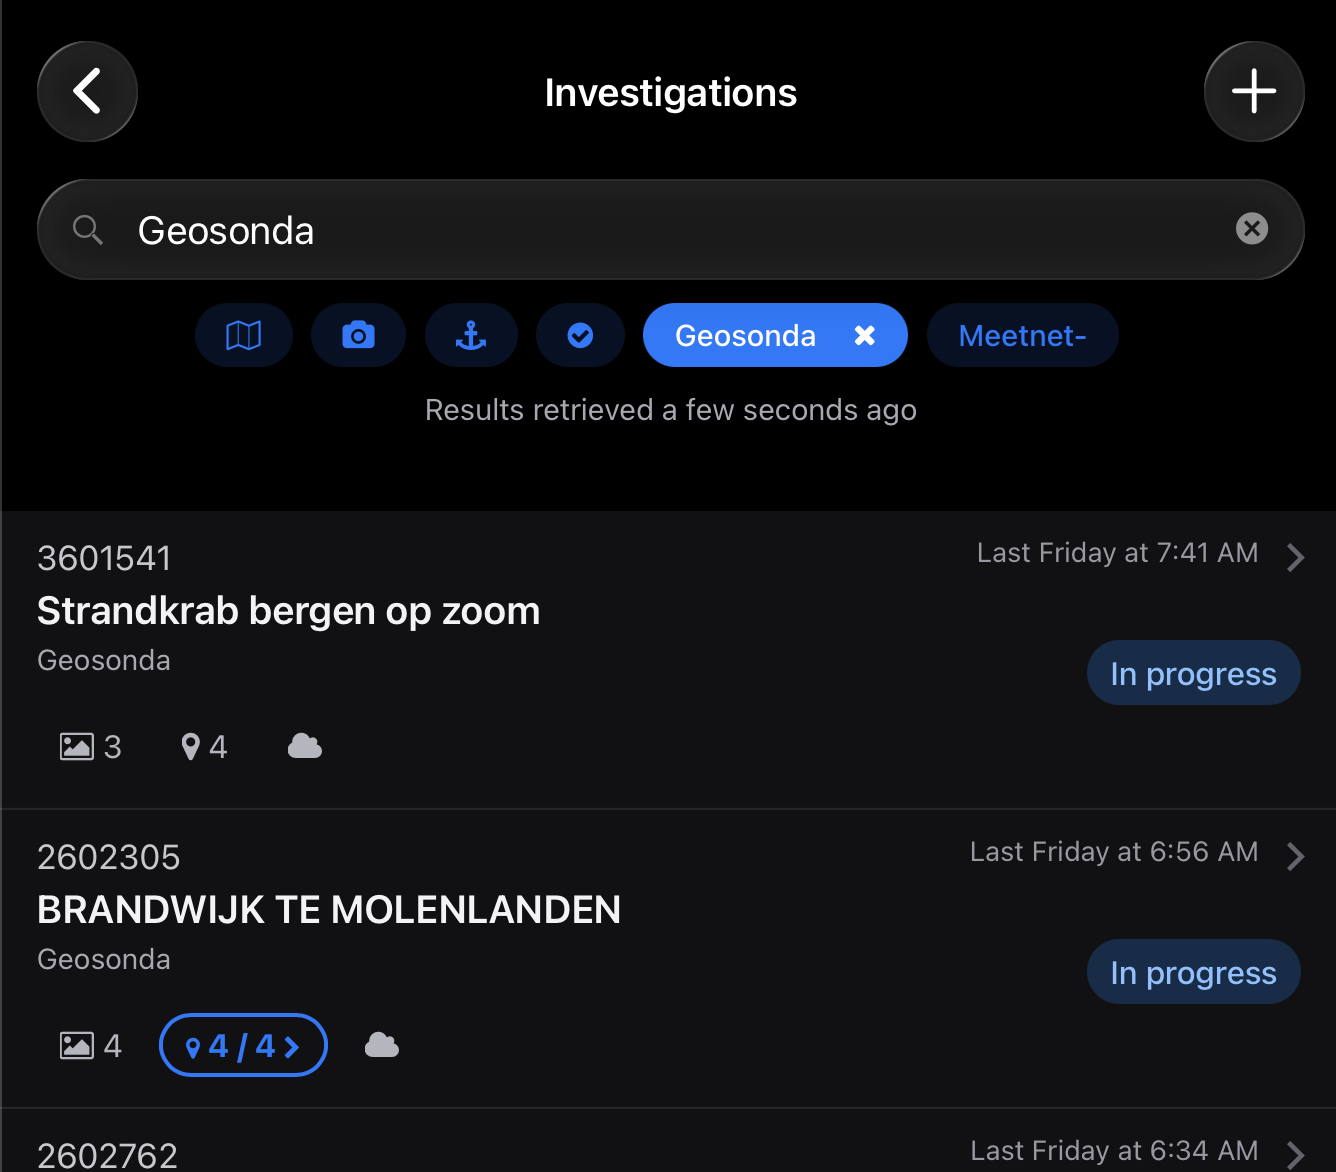 Investigations
Geosonda
Geosonda
Meetnet-
Results retrieved a few seconds ago
3601541
Last Friday at 7:41 AM
Strandkrab bergen op zoom
Geosonda
In progress
3
4
2602305
Last Friday at 6:56 AM
BRANDWIJK TE MOLENLANDEN
Geosonda
In progress
4
4 / 4
2602762
Last Friday at 6:34 AM